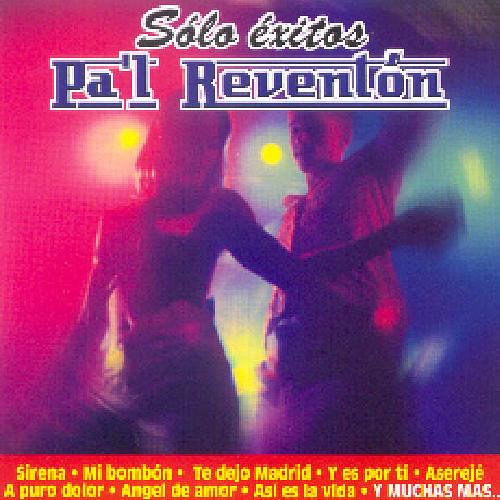 Sólo éxitos
Pa'l Reventón
Sirena • Mi bombón • Te dejo Madrid • Y es por ti • Aserejé
A puro dolor • Angel de amor • Asi es la vida • Y MUCHAS MAS..